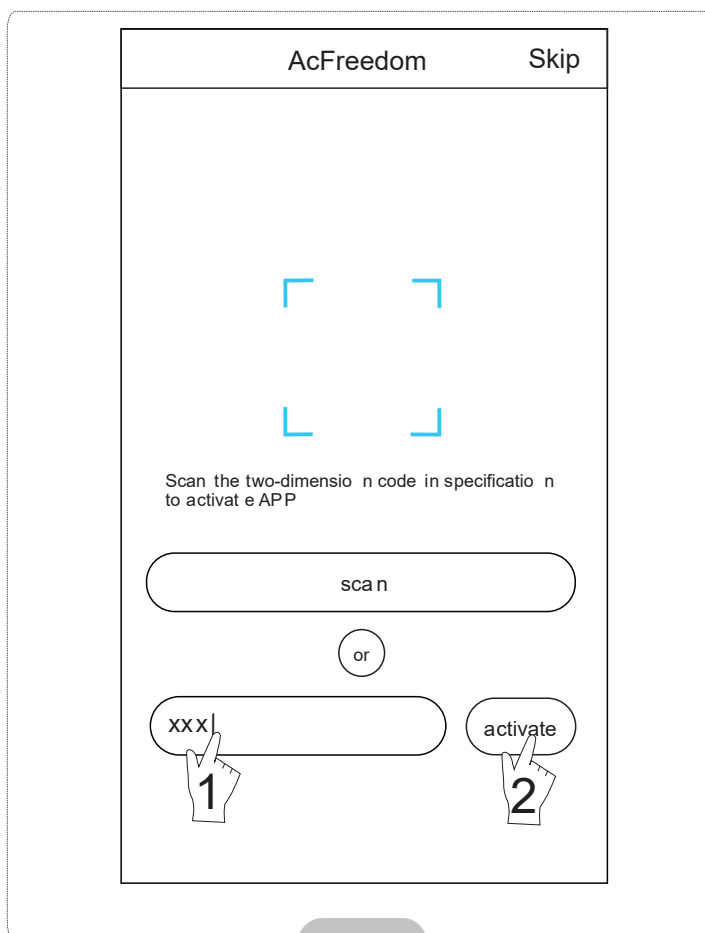 AcFreedom Skip
Scan the two-dimensio n code in specificatio n
to activat e APP
sca n
or
xxx|
activate
1
2